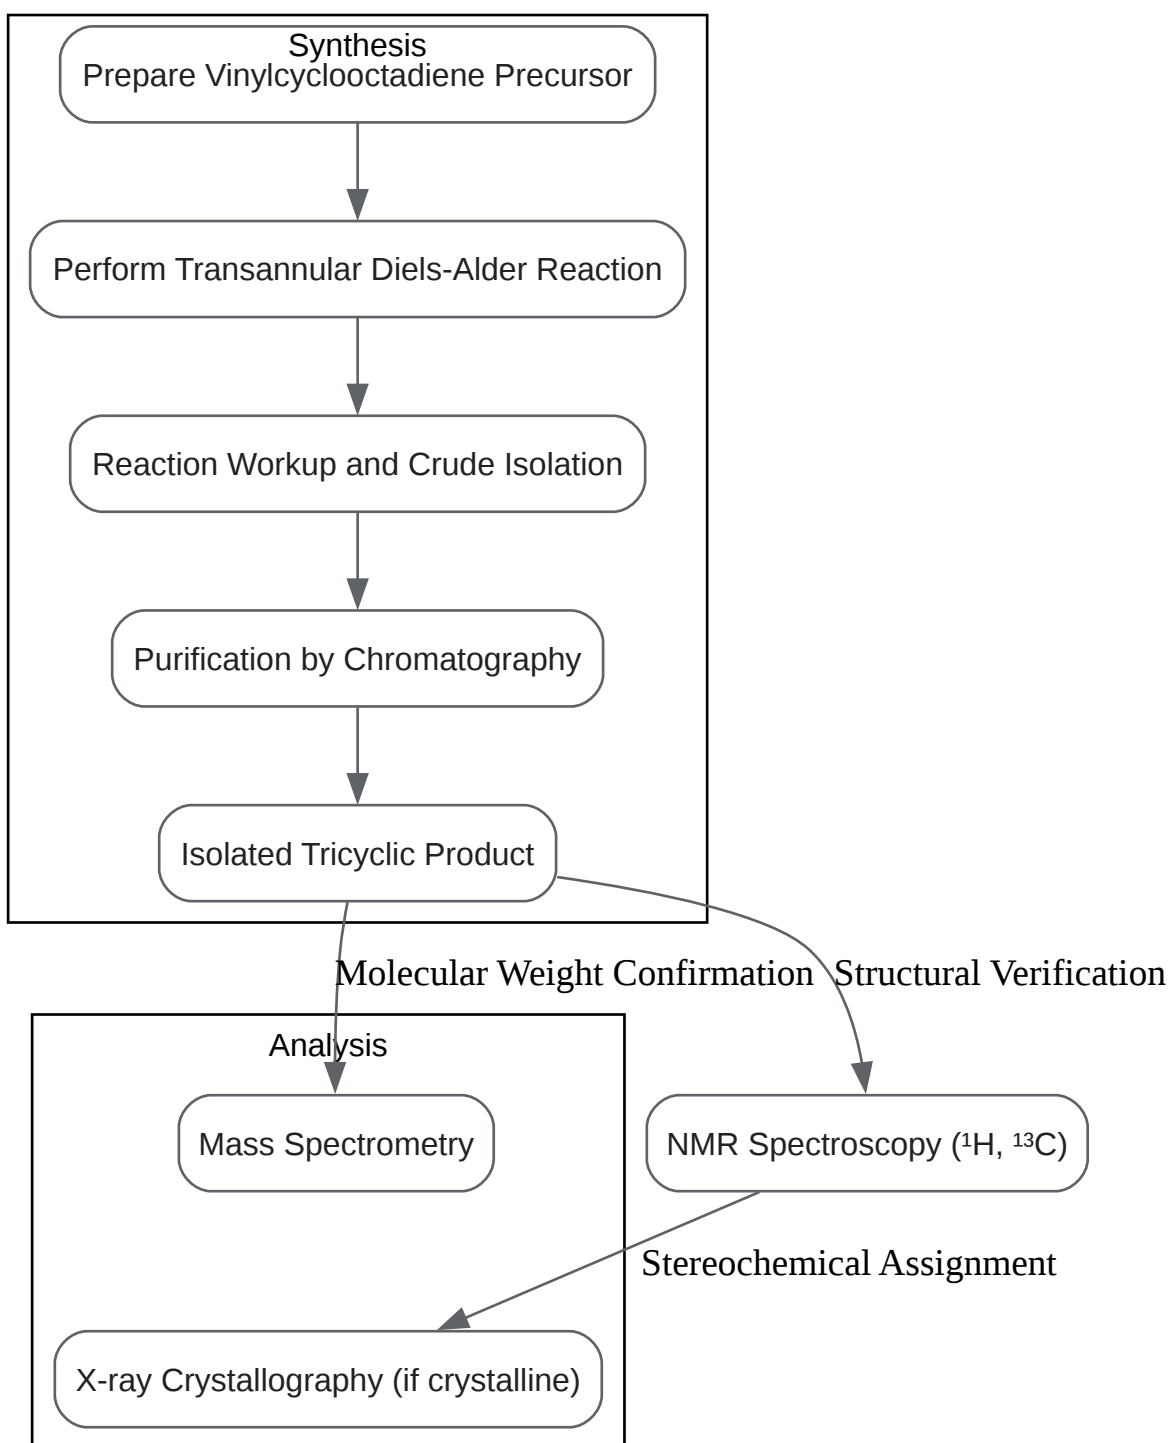 Synthesis
Prepare Vinylcyclooctadiene Precursor
Perform Transannular Diels-Alder Reaction
Reaction Workup and Crude Isolation
Purification by Chromatography
Isolated Tricyclic Product
Molecular Weight Confirmation
Structural Verification
Analysis
Mass Spectrometry
NMR Spectroscopy (¹H, ¹³C)
Stereochemical Assignment
X-ray Crystallography (if crystalline)